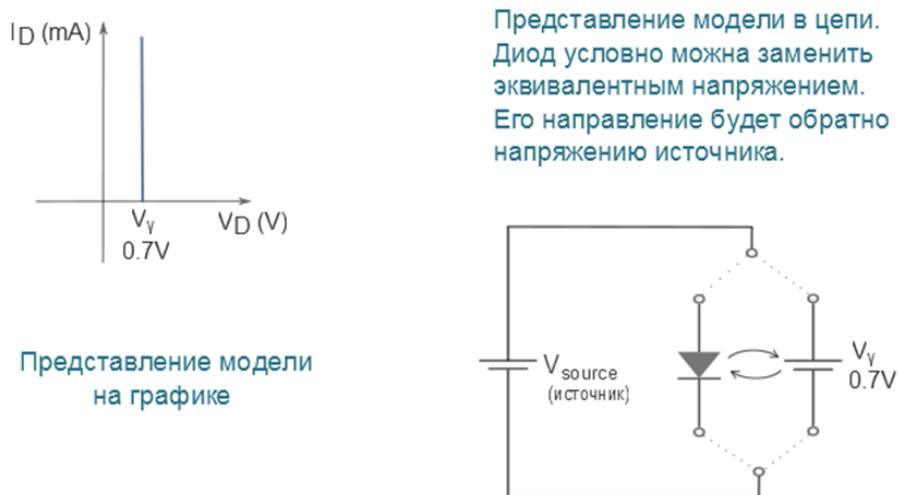 I_D (mA)
V_γ
0.7V
V_D (V)
Представление модели
на графике
Представление модели в цепи.
Диод условно можно заменить
эквивалентным напряжением.
Его направление будет обратно
напряжению источника.
V_source
(источник)
V_γ
0.7V